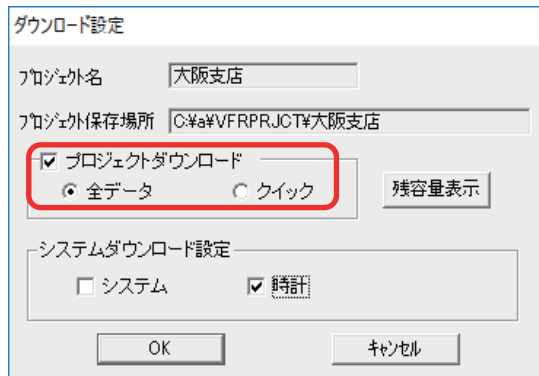 ダウンロード設定
プロジェクト名 大阪支店
プロジェクト保存場所 C:¥a¥VFRPRJCT¥大阪支店
プロジェクトダウンロード
全データ クイック 残容量表示
システムダウンロード設定
システム 時計
OK キャンセル